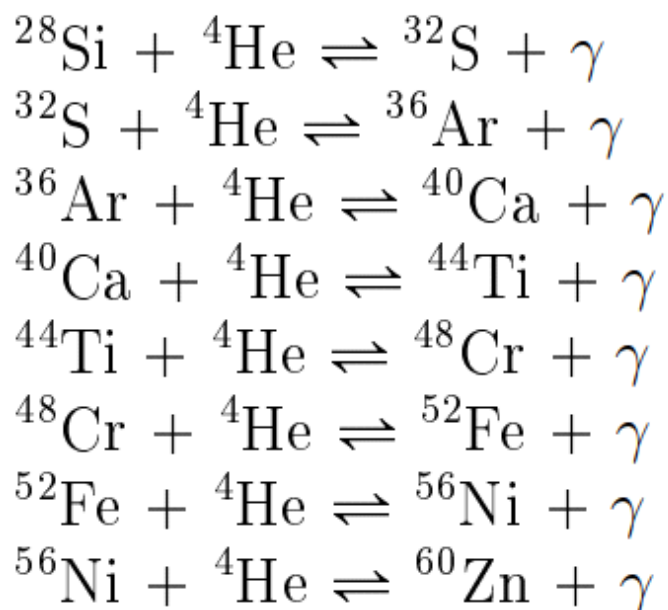 ²⁸Si + ⁴He ⇌ ³²S + γ
³²S + ⁴He ⇌ ³⁶Ar + γ
³⁶Ar + ⁴He ⇌ ⁴⁰Ca + γ
⁴⁰Ca + ⁴He ⇌ ⁴⁴Ti + γ
⁴⁴Ti + ⁴He ⇌ ⁴⁸Cr + γ
⁴⁸Cr + ⁴He ⇌ ⁵²Fe + γ
⁵²Fe + ⁴He ⇌ ⁵⁶Ni + γ
⁵⁶Ni + ⁴He ⇌ ⁶⁰Zn + γ